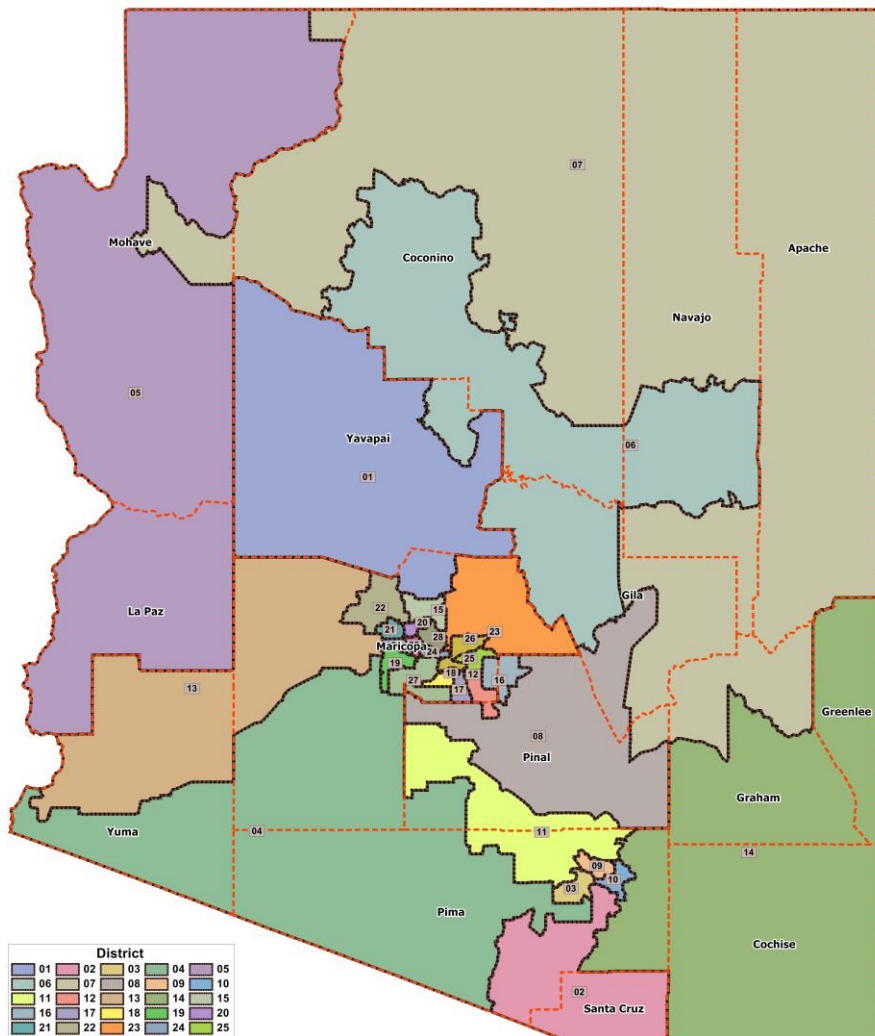 07
Apache
Mohave
Coconino
Navajo
05
Yavapai
06
01
Gila
La Paz
22
15
20
23
21
28
26
Maricopa
24
25
19
18
12
16
27
17
13
08
Greenlee
Pinal
Graham
Yuma
04
11
14
09
10
03
Pima
Cochise
02
Santa Cruz
District
01 02 03 04 05
06 07 08 09 10
11 12 13 14 15
16 17 18 19 20
21 22 23 24 25